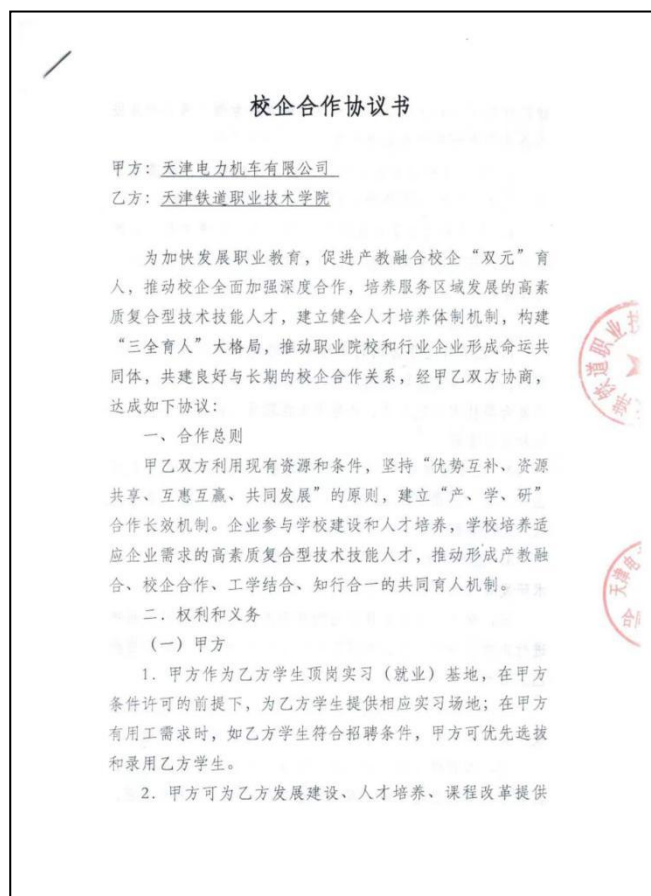 校企合作协议书
甲方：天津电力机车有限公司
乙方：天津铁道职业技术学院
为加快发展职业教育，促进产教融合校企“双元”育
人，推动校企全面加强深度合作，培养服务区域发展的高素
质复合型技术技能人才，建立健全人才培养体制机制，构建
“三全育人”大格局，推动职业院校和行业企业形成命运共
同体，共建良好与长期的校企合作关系，经甲乙双方协商，
达成如下协议：
一、合作总则
甲乙双方利用现有资源和条件，坚持“优势互补、资源
共享、互惠互赢、共同发展”的原则，建立“产、学、研”
合作长效机制。企业参与学校建设和人才培养，学校培养适
应企业需求的高素质复合型技术技能人才，推动形成产教融
合、校企合作、工学结合、知行合一的共同育人机制。
二．权利和义务
（一）甲方
1．甲方作为乙方学生顶岗实习（就业）基地，在甲方
条件许可的前提下，为乙方学生提供相应实习场地；在甲方
有用工需求时，如乙方学生符合招聘条件，甲方可优先选拔
和录用乙方学生。
2．甲方可为乙方发展建设、人才培养、课程改革提供
铁道职业技
天津电